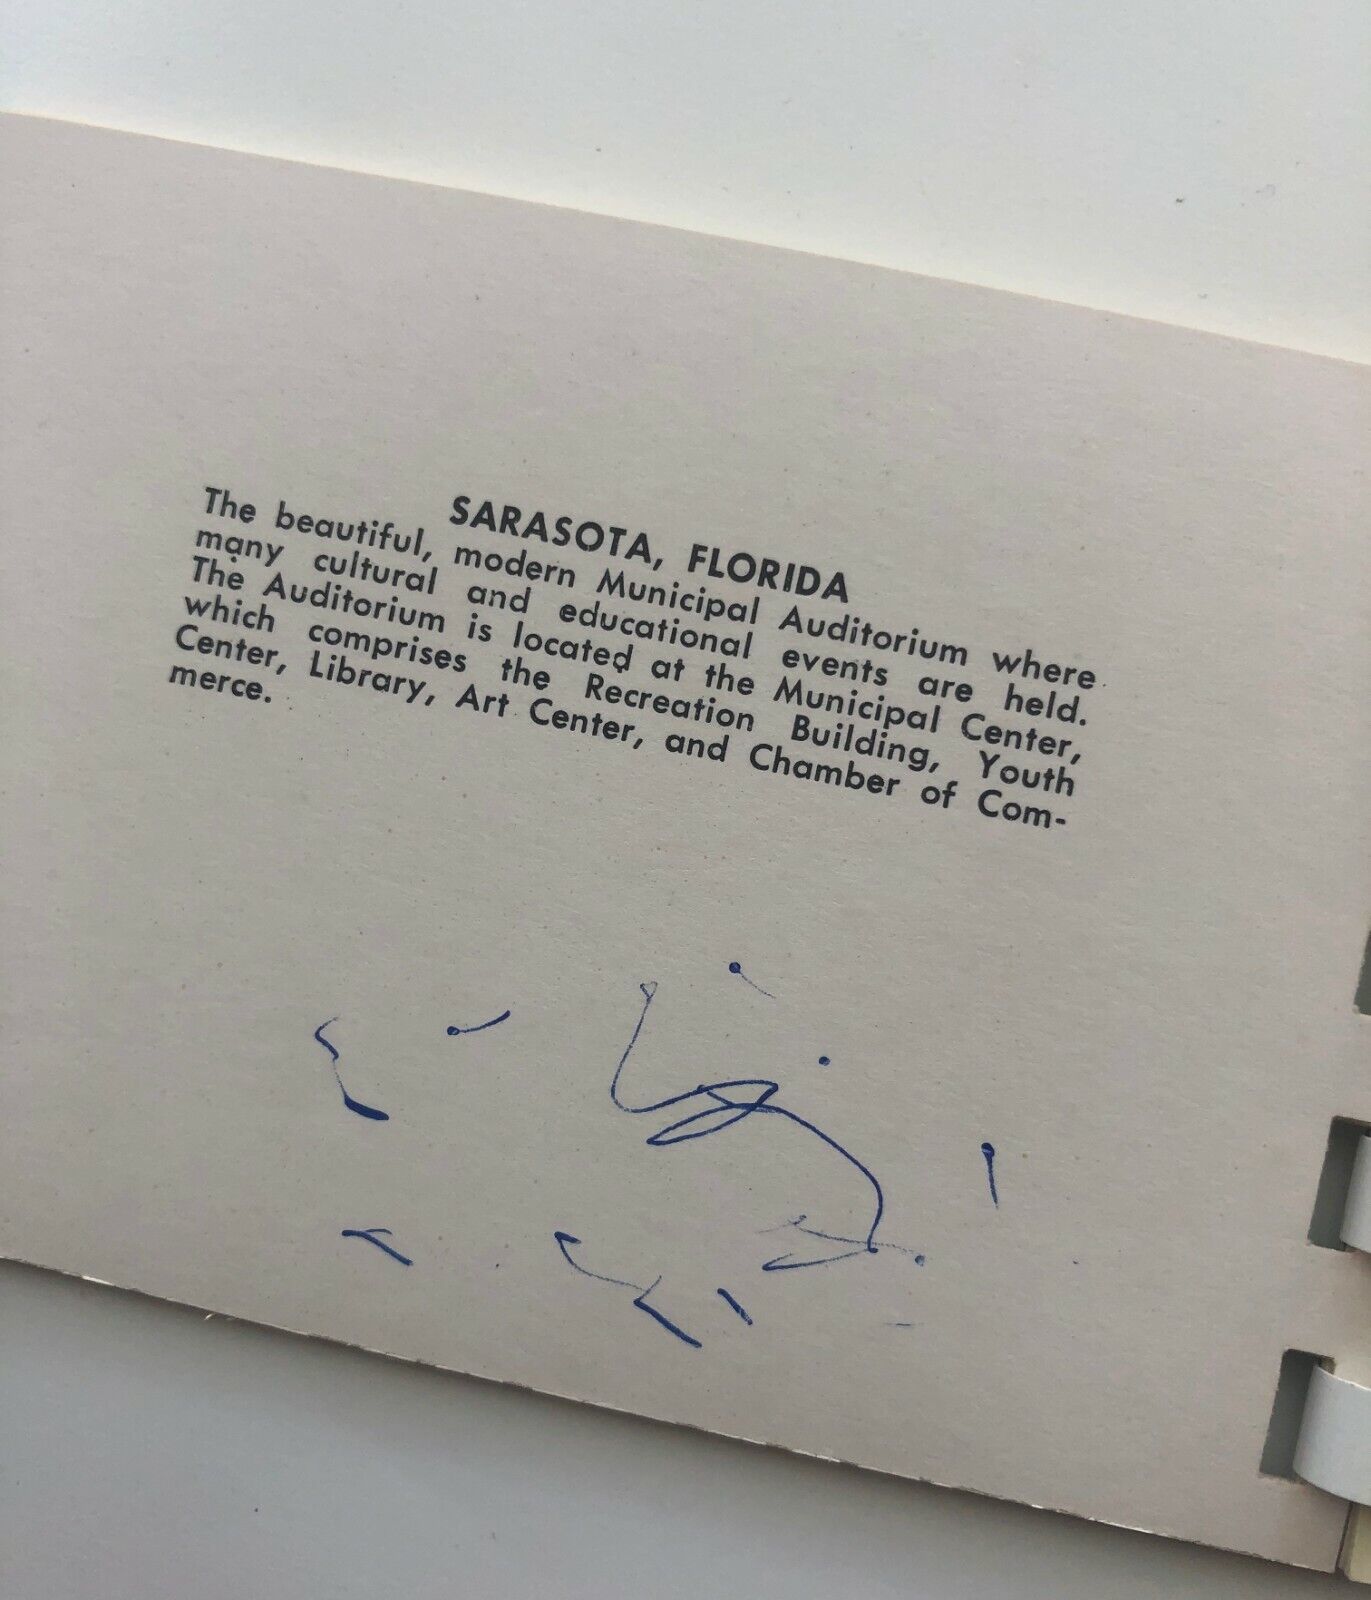 SARASOTA, FLORIDA
The beautiful, modern Municipal Auditorium where
many cultural and educational events are held.
The Auditorium is located at the Municipal Center,
which comprises the Recreation Building, Youth
Center, Library, Art Center, and Chamber of Com-
merce.